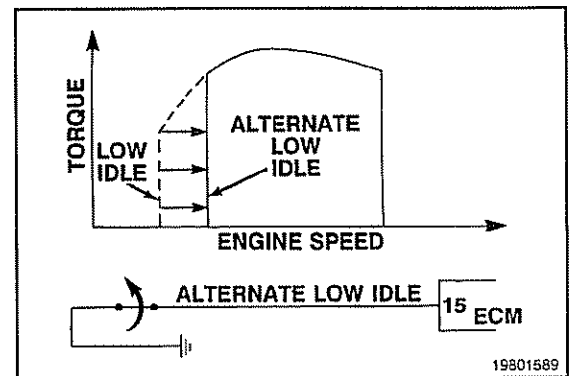 TORQUE
LOW
IDLE
ALTERNATE
LOW
IDLE
ENGINE SPEED
ALTERNATE LOW IDLE
15
ECM
19801589